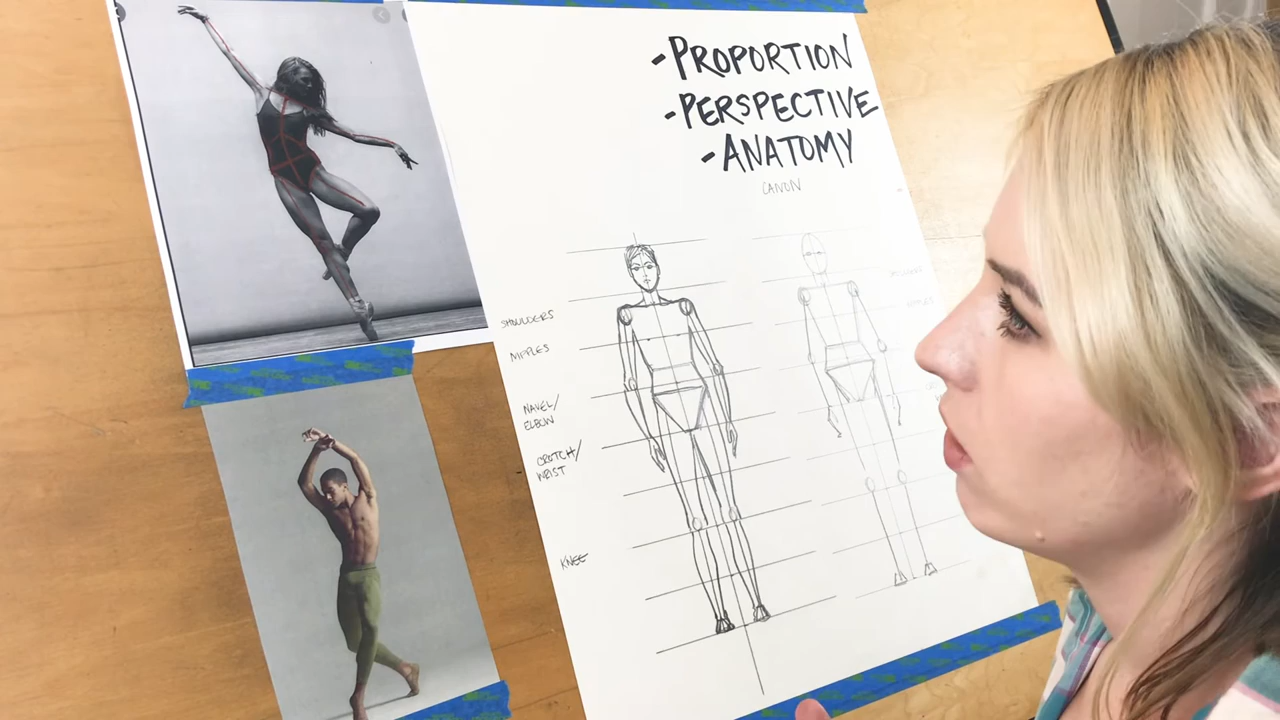 -PROPORTION
-PERSPECTIVE
-ANATOMY
CANON
SHOULDERS
NIPPLES
NAVEL/
ELBOW
CROTCH/
WRIST
KNEE